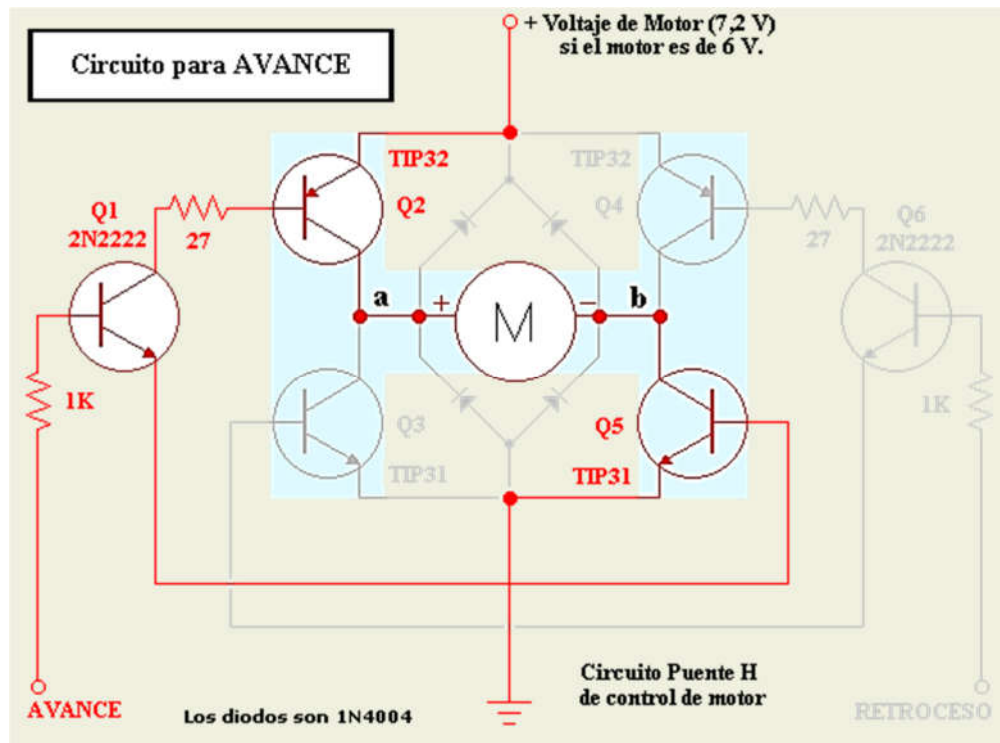 + Voltaje de Motor (7,2 V)
si el motor es de 6 V.
Circuito para AVANCE
TIP32
TIP32
Q1
2N2222
27
Q2
Q4
27
Q6
2N2222
a
+
M
−
b
1K
Q3
Q5
1K
TIP31
TIP31
AVANCE
Los diodos son 1N4004
Circuito Puente H
de control de motor
RETROCESO